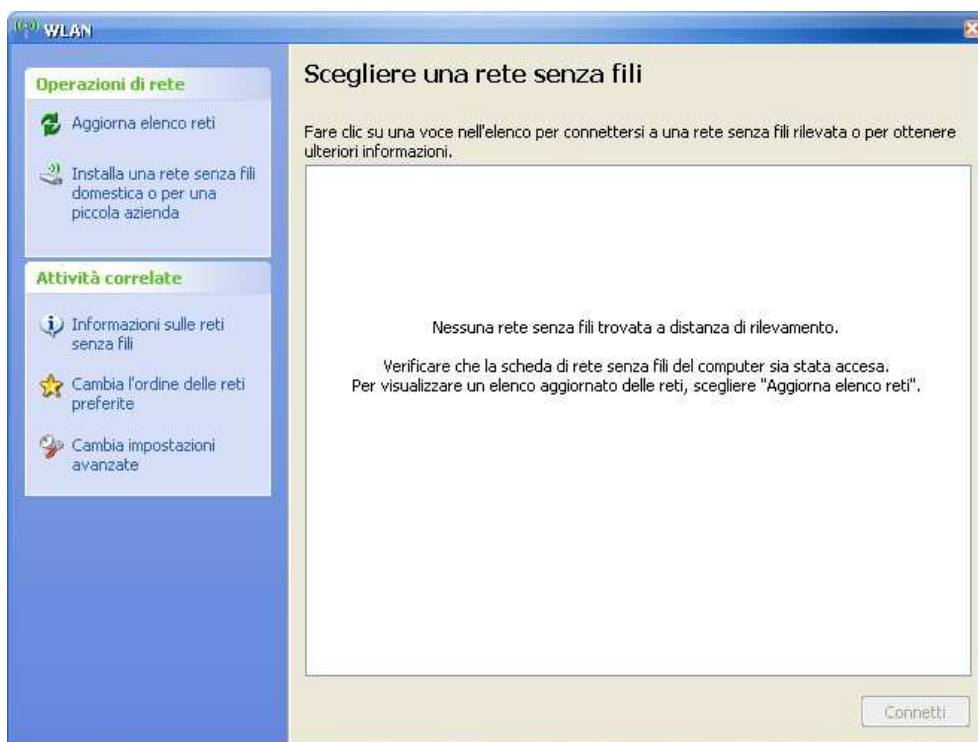 WLAN
Operazioni di rete
Aggiorna elenco reti
Installa una rete senza fili
domestica o per una
piccola azienda
Attività correlate
Informazioni sulle reti
senza fili
Cambia l'ordine delle reti
preferite
Cambia impostazioni
avanzate
Scegliere una rete senza fili
Fare clic su una voce nell'elenco per connettersi a una rete senza fili rilevata o per ottenere
ulteriori informazioni.
Nessuna rete senza fili trovata a distanza di rilevamento.
Verificare che la scheda di rete senza fili del computer sia stata accesa.
Per visualizzare un elenco aggiornato delle reti, scegliere "Aggiorna elenco reti".
Connetti